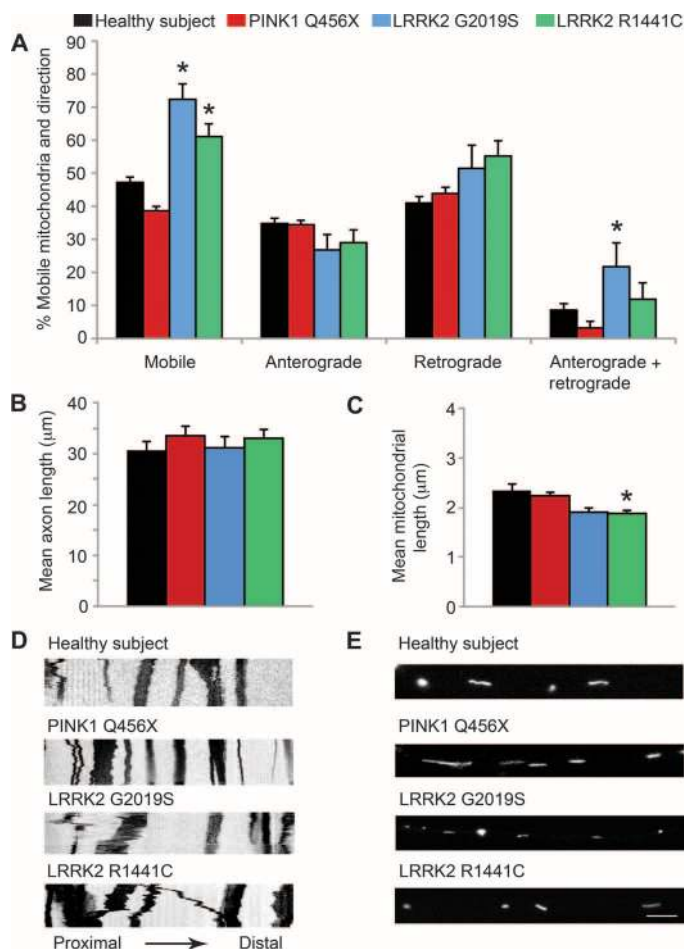 Healthy subject PINK1 Q456X LRRK2 G2019S LRRK2 R1441C
A
% Mobile mitochondria and direction
80
70
60
50
40
30
20
10
0
* * *
Mobile Anterograde Retrograde Anterograde +
retrograde
B
Mean axon length (μm)
40
30
20
10
0
C
Mean mitochondrial
length (μm)
4
3
2
1
0
*
D
Healthy subject
PINK1 Q456X
LRRK2 G2019S
LRRK2 R1441C
Proximal → Distal
E
Healthy subject
PINK1 Q456X
LRRK2 G2019S
LRRK2 R1441C